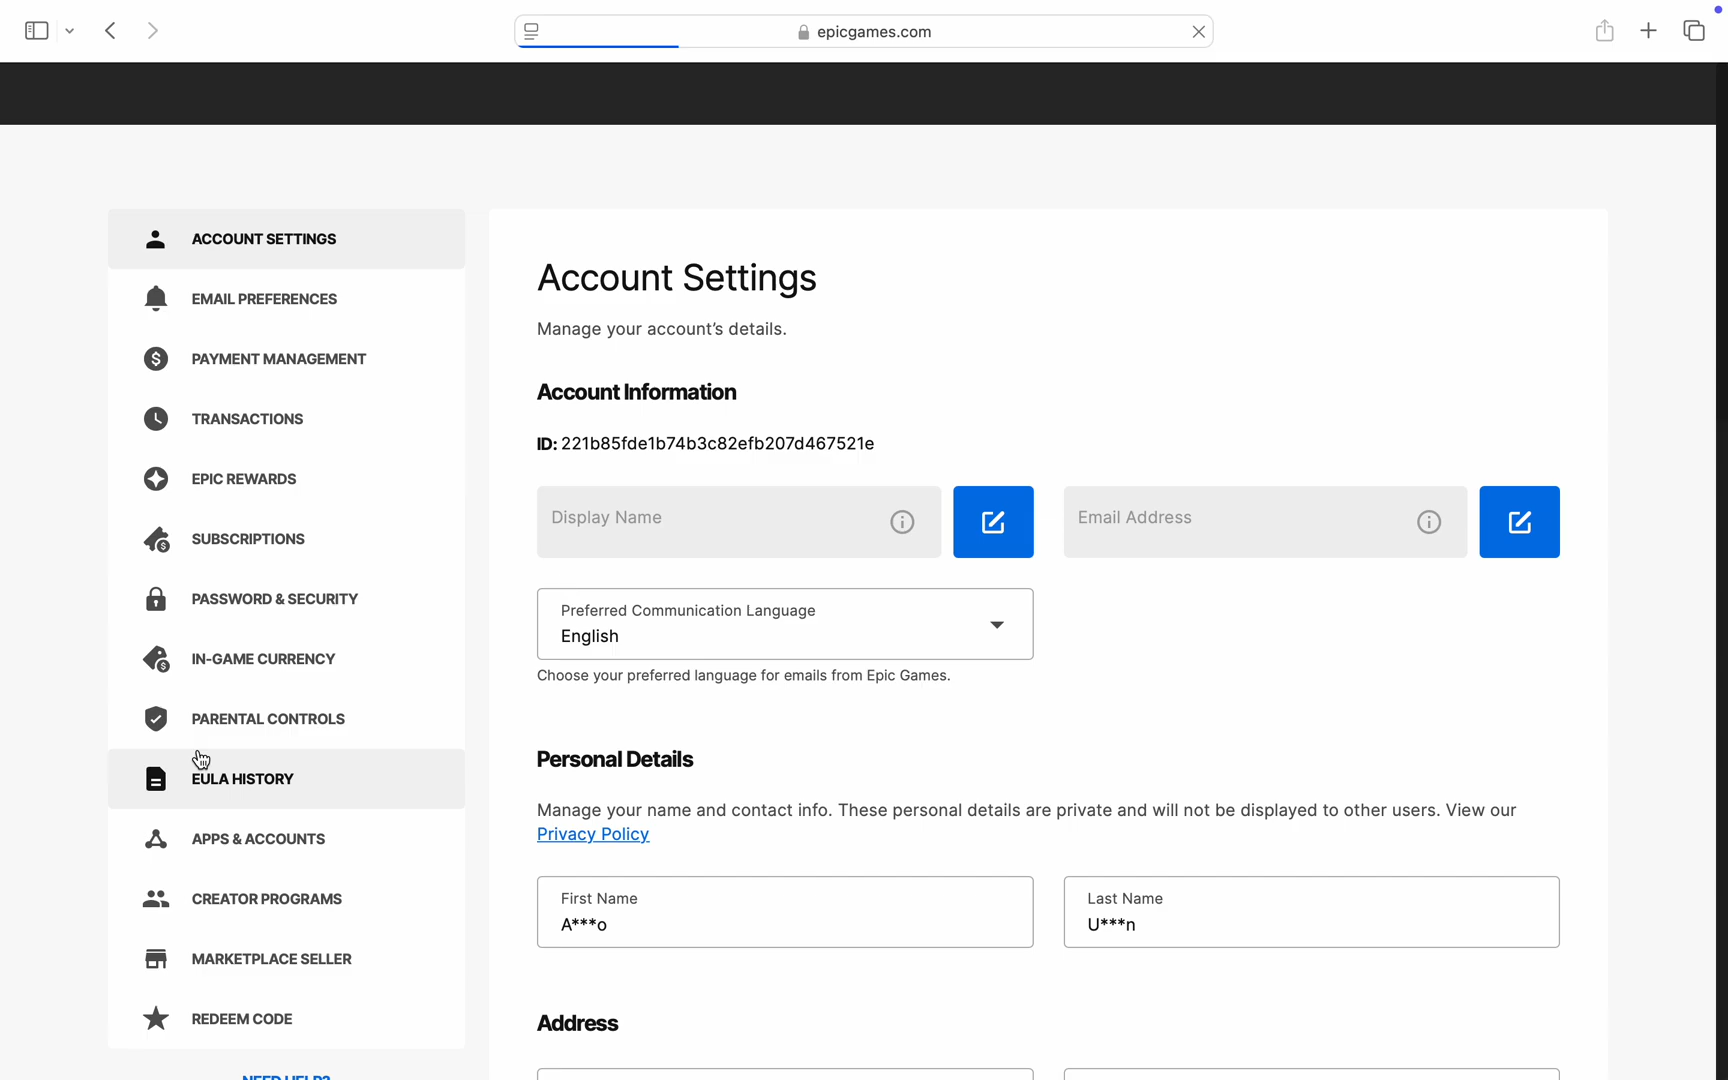 epicgames.com
ACCOUNT SETTINGS
EMAIL PREFERENCES
PAYMENT MANAGEMENT
TRANSACTIONS
EPIC REWARDS
SUBSCRIPTIONS
PASSWORD & SECURITY
IN-GAME CURRENCY
PARENTAL CONTROLS
EULA HISTORY
APPS & ACCOUNTS
CREATOR PROGRAMS
MARKETPLACE SELLER
REDEEM CODE
NEED HELP?
Account Settings
Manage your account's details.
Account Information
ID: 221b85fde1b74b3c82efb207d467521e
Display Name
Email Address
Preferred Communication Language
English
Choose your preferred language for emails from Epic Games.
Personal Details
Manage your name and contact info. These personal details are private and will not be displayed to other users. View our
Privacy Policy
First Name
A***o
Last Name
U***n
Address